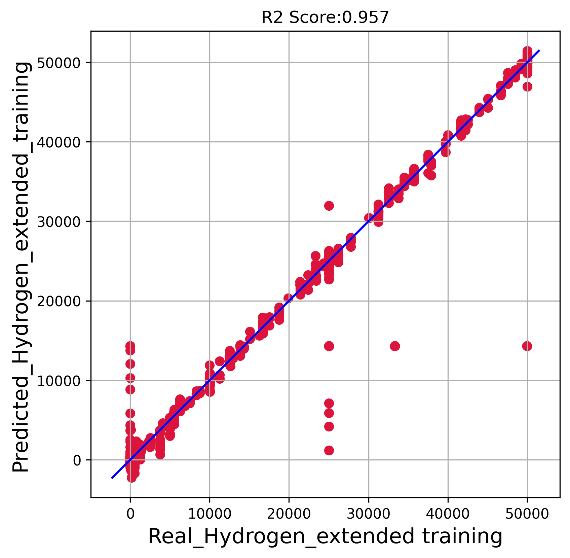 R2 Score:0.957
Predicted_Hydrogen_extended_training
50000
40000
30000
20000
10000
0
0 10000 20000 30000 40000 50000
Real_Hydrogen_extended training